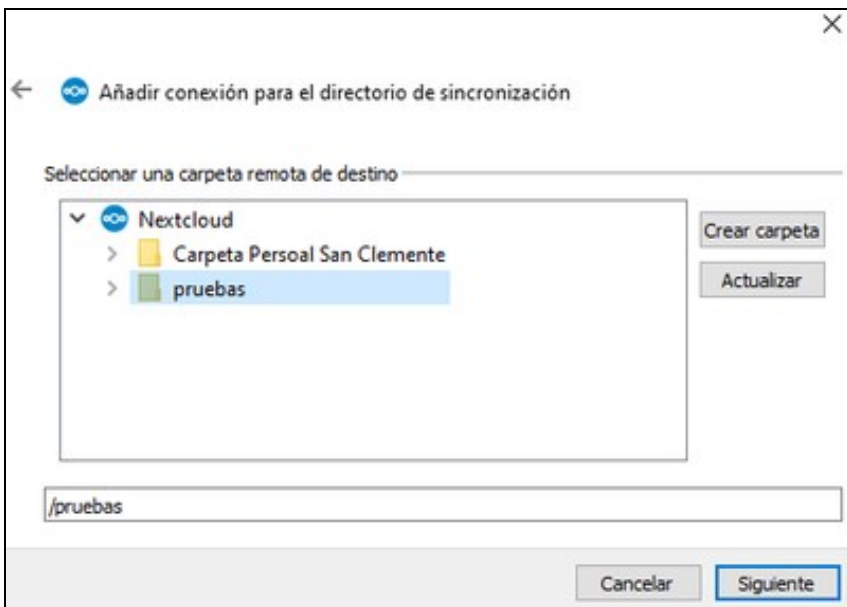 Añadir conexión para el directorio de sincronización
Seleccionar una carpeta remota de destino
Nextcloud
Carpeta Persoal San Clemente
pruebas
Crear carpeta
Actualizar
/pruebas
Cancelar
Siguiente